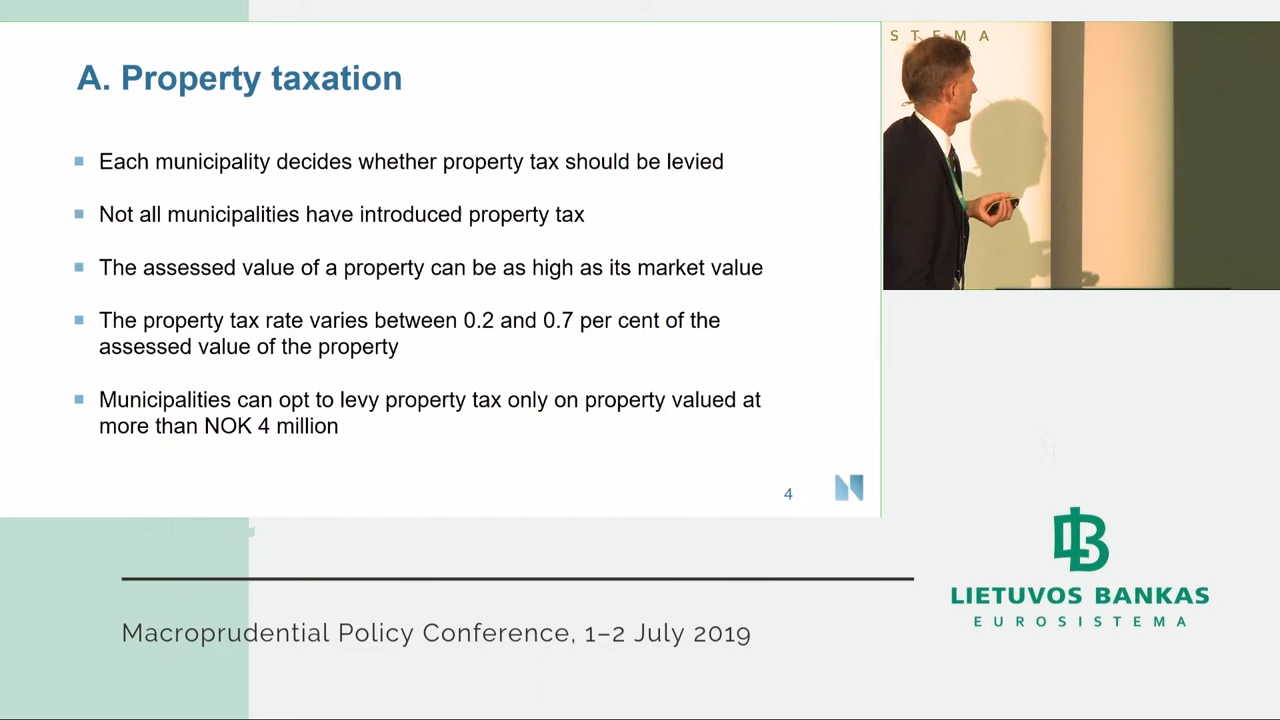 A. Property taxation
Each municipality decides whether property tax should be levied
Not all municipalities have introduced property tax
The assessed value of a property can be as high as its market value
The property tax rate varies between 0.2 and 0.7 per cent of the
assessed value of the property
Municipalities can opt to levy property tax only on property valued at
more than NOK 4 million
4
S T E M A
LIETUVOS BANKAS
EUROSISTEMA
Macroprudential Policy Conference, 1–2 July 2019